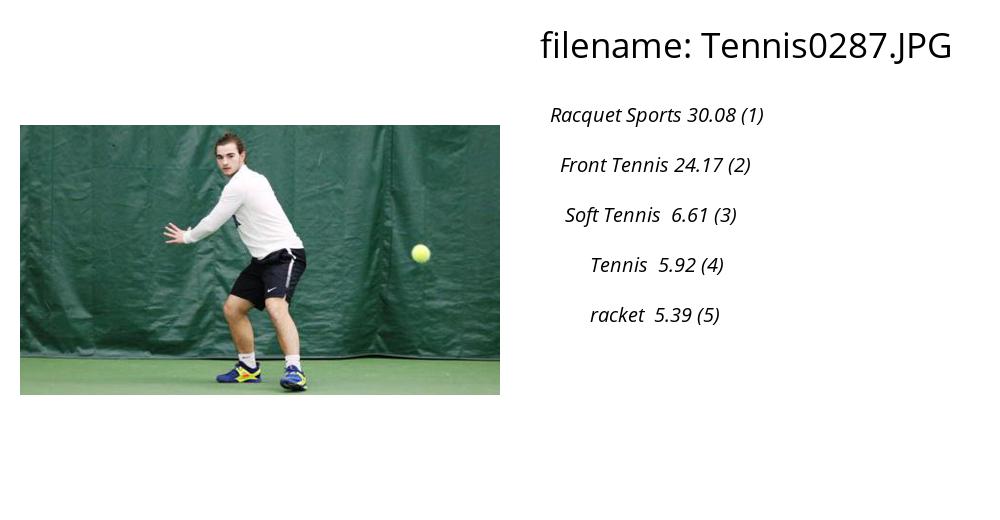 filename: Tennis0287.JPG
Racquet Sports 30.08 (1)
Front Tennis 24.17 (2)
Soft Tennis 6.61 (3)
Tennis 5.92 (4)
racket 5.39 (5)